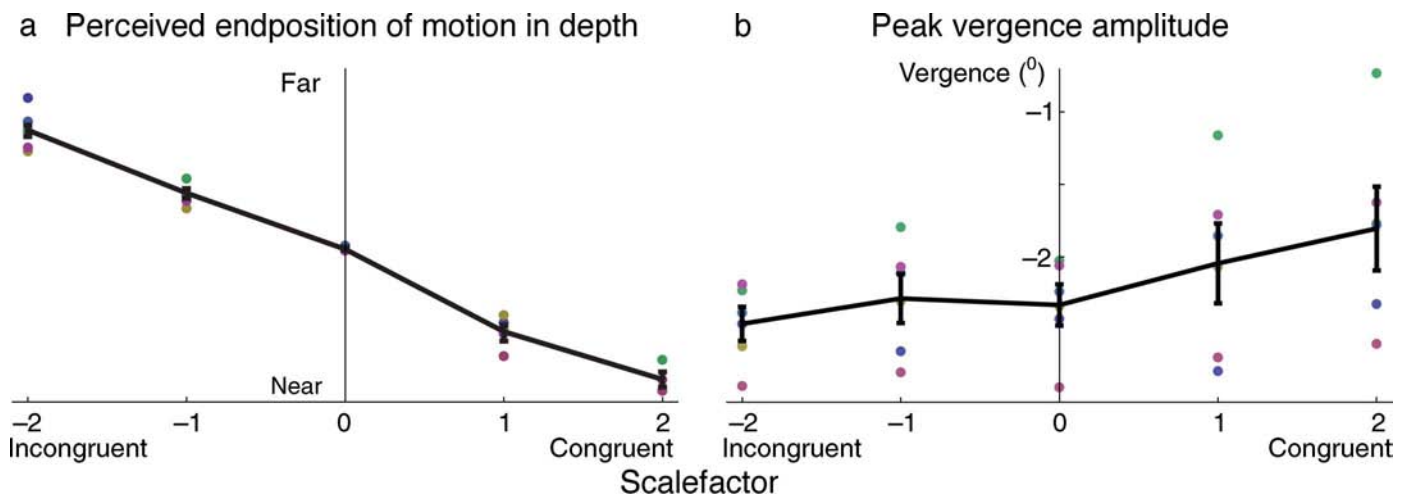 a Perceived endposition of motion in depth
Far
Near
−2 −1 0 1 2
Incongruent Congruent
b Peak vergence amplitude
Vergence (⁰)
−1
−2
−2 −1 0 1 2
Incongruent Congruent
Scalefactor